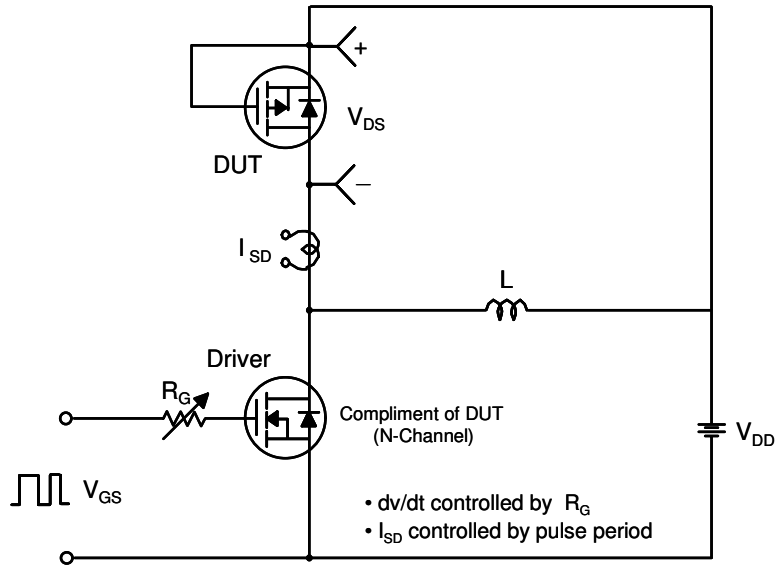 +
V_DS
DUT
–
I_SD
L
Driver
R_G
Compliment of DUT
(N-Channel)
V_DD
V_GS
• dv/dt controlled by R_G
• I_SD controlled by pulse period